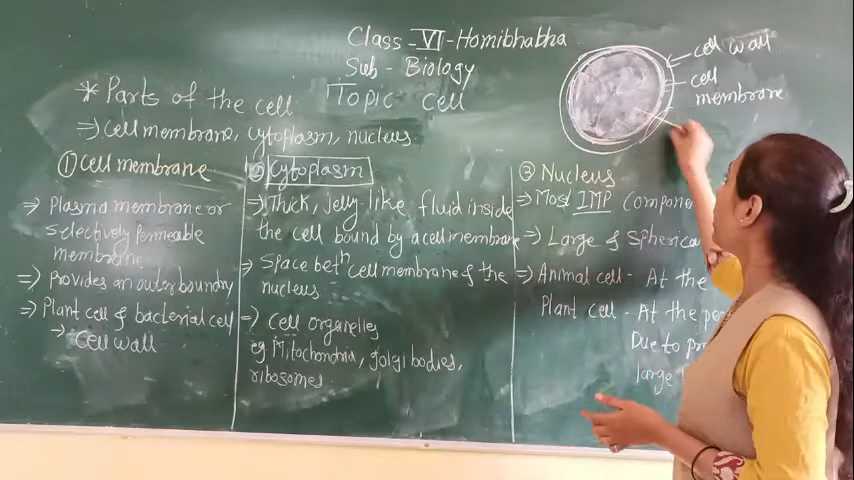 Class - VI - Homibhabha
Sub - Biology
Topic Cell
* Parts of the cell
⇒ Cell membrane, cytoplasm, nucleus
cell wall
cell
membrane
① Cell membrane
⇒ Plasma membrane or
selectively permeable
membrane
⇒ Provides an outer boundry
⇒ Plant cell & bacterial cell
→ Cell wall
② Cytoplasm
⇒ Thick, jelly-like fluid inside
the cell bound by a cell membrane
⇒ Space betn cell membrane & the
nucleus
⇒ Cell organelles
eg Mitochondria, golgi bodies,
ribosomes
③ Nucleus
⇒ Most IMP
⇒ Large &
⇒ Animal cell - At the
Plant cell - At the
Due to
large